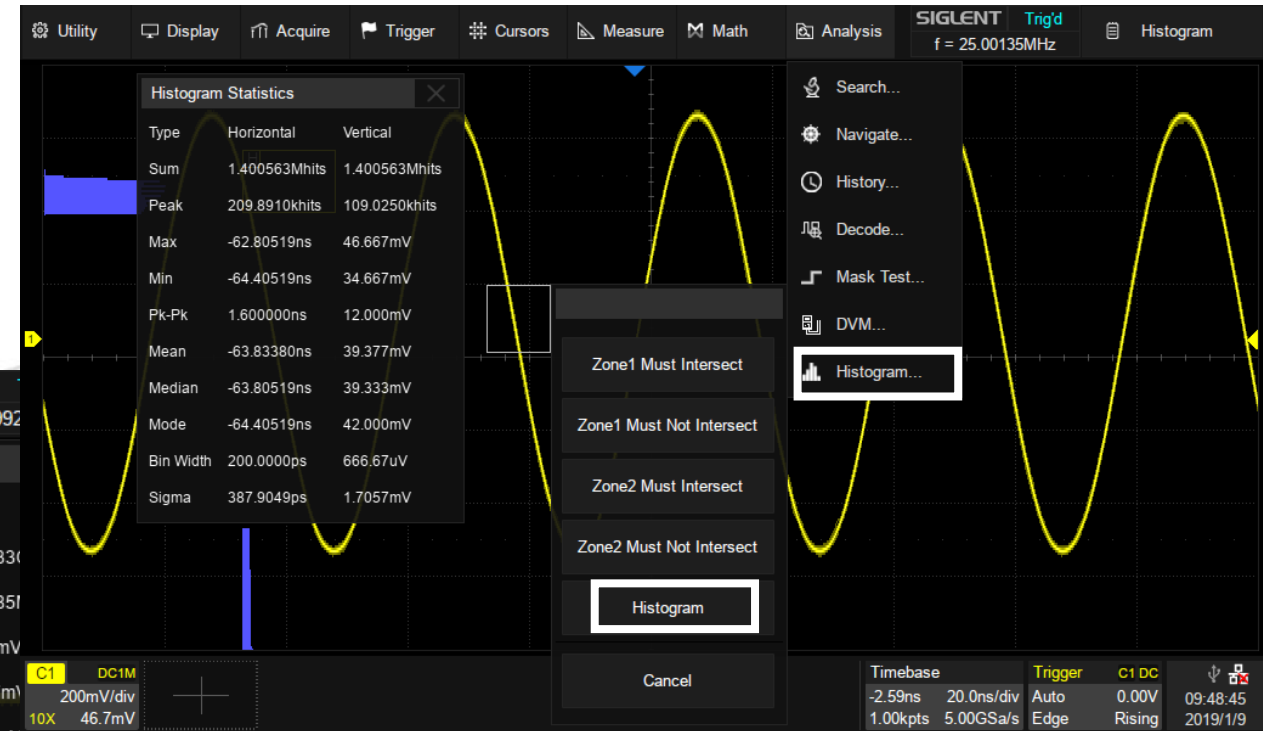 Utility Display Acquire Trigger Cursors Measure Math Analysis SIGLENT Trig'd Histogram
f = 25.00135MHz
Histogram Statistics
Type Horizontal Vertical
Sum 1.400563Mhits 1.400563Mhits
Peak 209.8910khits 109.0250khits
Max -62.80519ns 46.667mV
Min -64.40519ns 34.667mV
Pk-Pk 1.600000ns 12.000mV
Mean -63.83380ns 39.377mV
Median -63.80519ns 39.333mV
Mode -64.40519ns 42.000mV
Bin Width 200.0000ps 666.67uV
Sigma 387.9049ps 1.7057mV
Search...
Navigate...
History...
Decode...
Mask Test...
DVM...
Histogram...
Zone1 Must Intersect
Zone1 Must Not Intersect
Zone2 Must Intersect
Zone2 Must Not Intersect
Histogram
Cancel
1
C1 DC1M
200mV/div
10X 46.7mV
Timebase
-2.59ns 20.0ns/div
1.00kpts 5.00GSa/s
Trigger C1 DC
Auto 0.00V
Edge Rising
09:48:45
2019/1/9